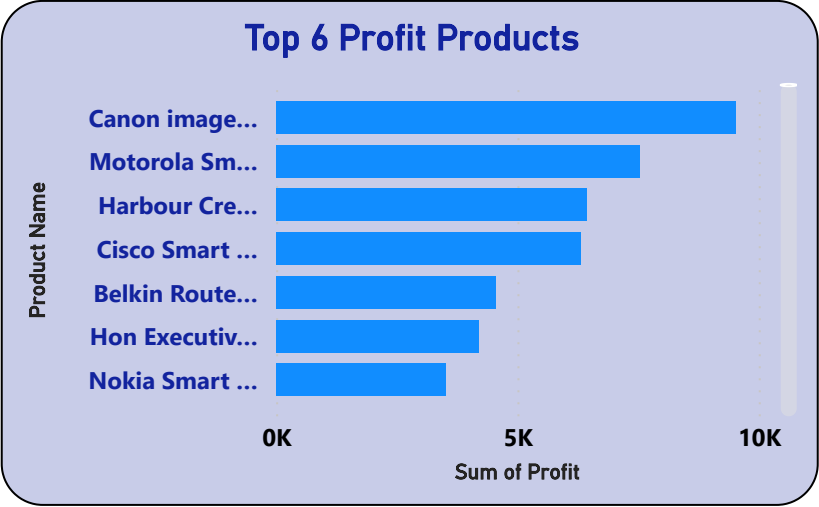 Top 6 Profit Products
Product Name
Canon image...
Motorola Sm...
Harbour Cre...
Cisco Smart ...
Belkin Route...
Hon Executiv...
Nokia Smart ...
0K 5K 10K
Sum of Profit